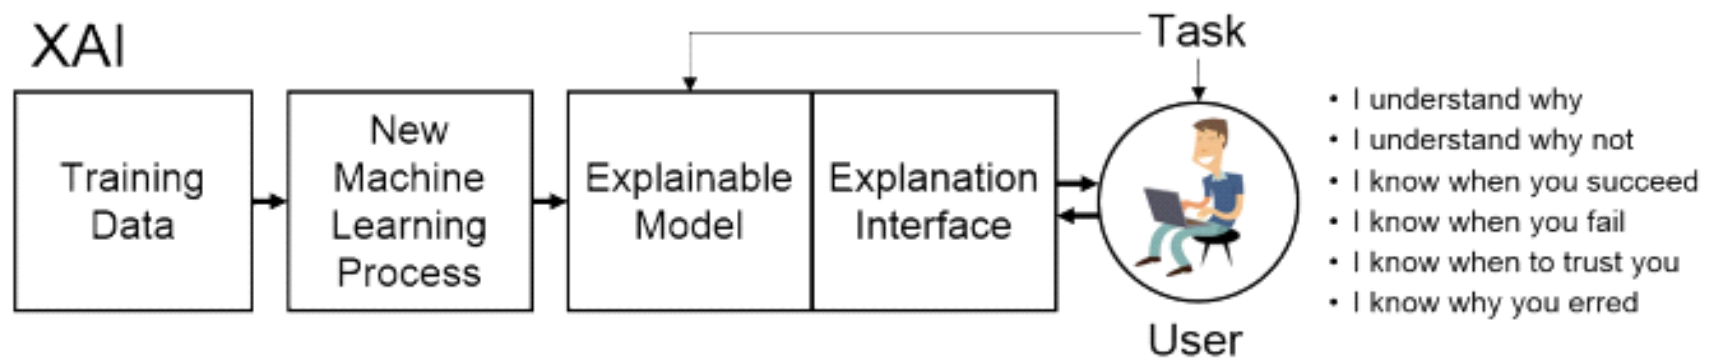 XAI
Task
Training
Data
New
Machine
Learning
Process
Explainable
Model
Explanation
Interface
User
• I understand why
• I understand why not
• I know when you succeed
• I know when you fail
• I know when to trust you
• I know why you erred